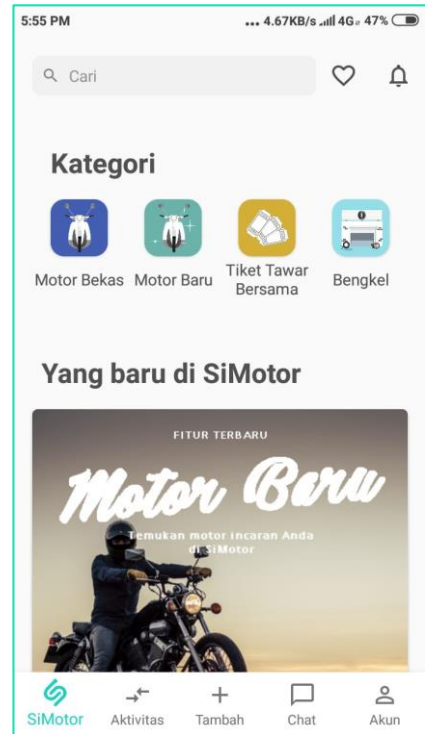 5:55 PM ... 4.67KB/s 4G 47%
Cari
Kategori
Motor Bekas Motor Baru Tiket Tawar Bersama Bengkel
Yang baru di SiMotor
FITUR TERBARU
Motor Baru
Temukan motor incaran Anda
di SiMotor
SiMotor Aktivitas Tambah Chat Akun